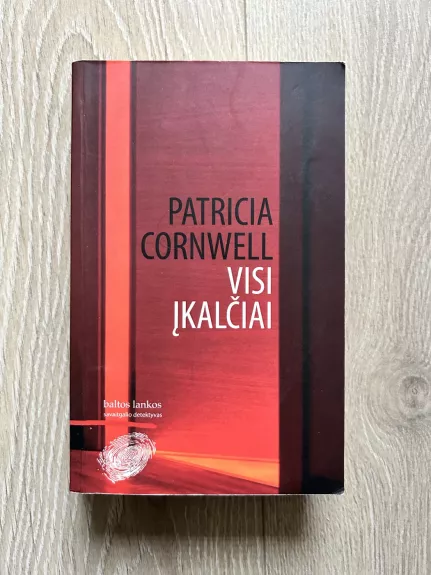 PATRICIA
CORNWELL
VISI
ĮKALČIAI
baltos lankos
savaitgalio detektyvas